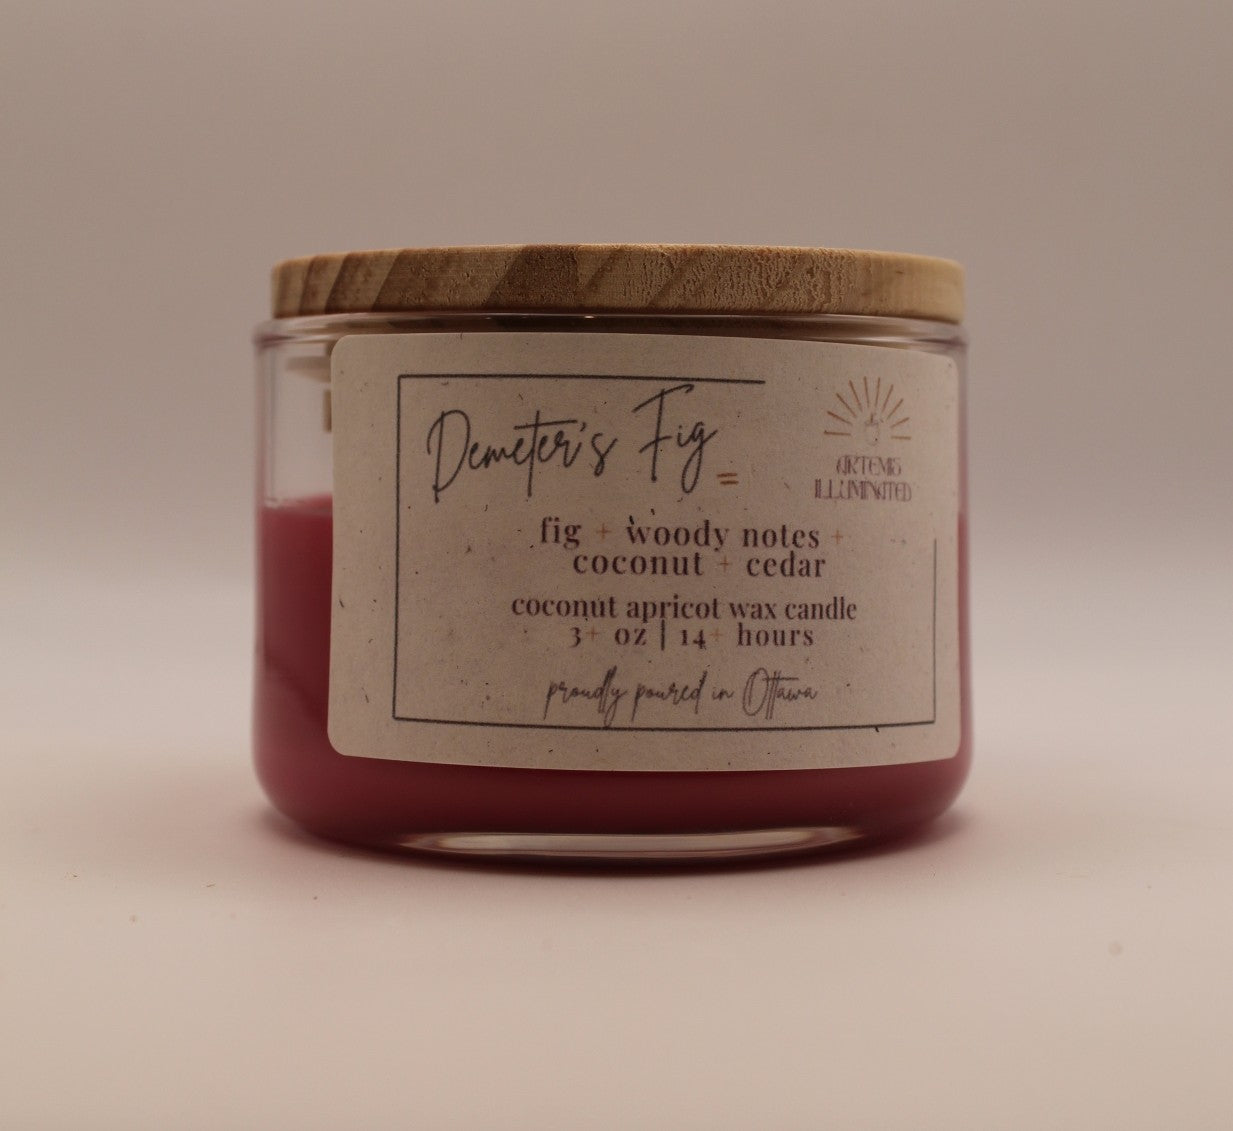 Demeter's Fig =
ARTEMIS
ILLUMINATED
fig + woody notes +
coconut + cedar
coconut apricot wax candle
3+ oz | 14+ hours
proudly poured in Ottawa